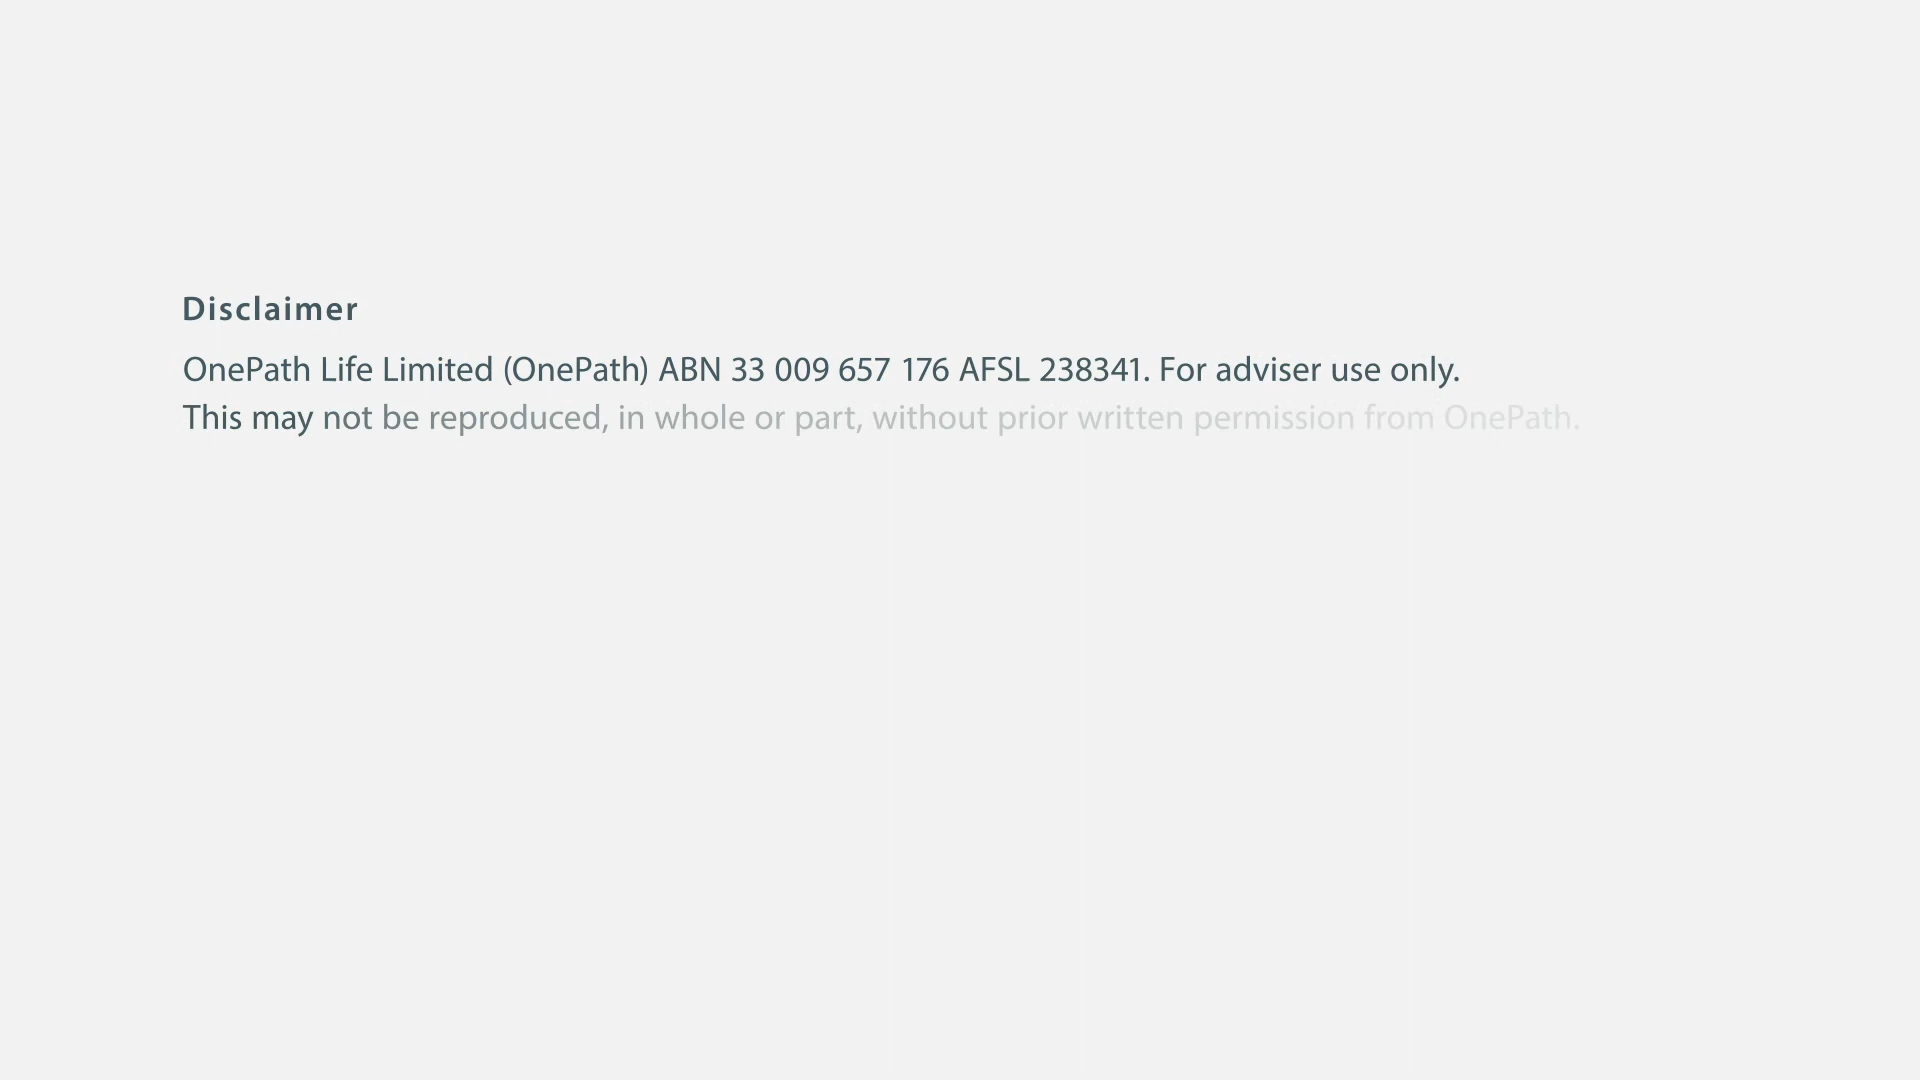 Disclaimer
OnePath Life Limited (OnePath) ABN 33 009 657 176 AFSL 238341. For adviser use only.
This may not be reproduced, in whole or part, without prior written permission from OnePath.